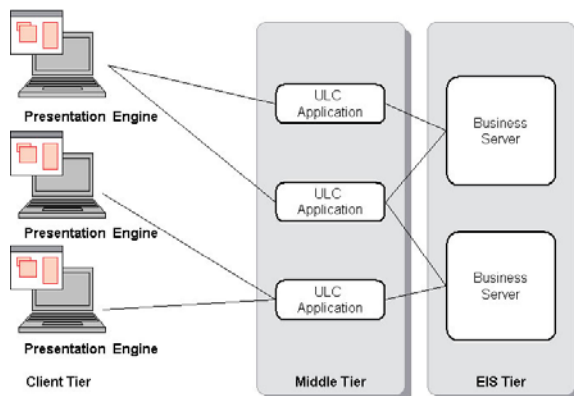 Presentation Engine
Presentation Engine
Presentation Engine
Client Tier
ULC
Application
ULC
Application
ULC
Application
Middle Tier
Business
Server
Business
Server
EIS Tier